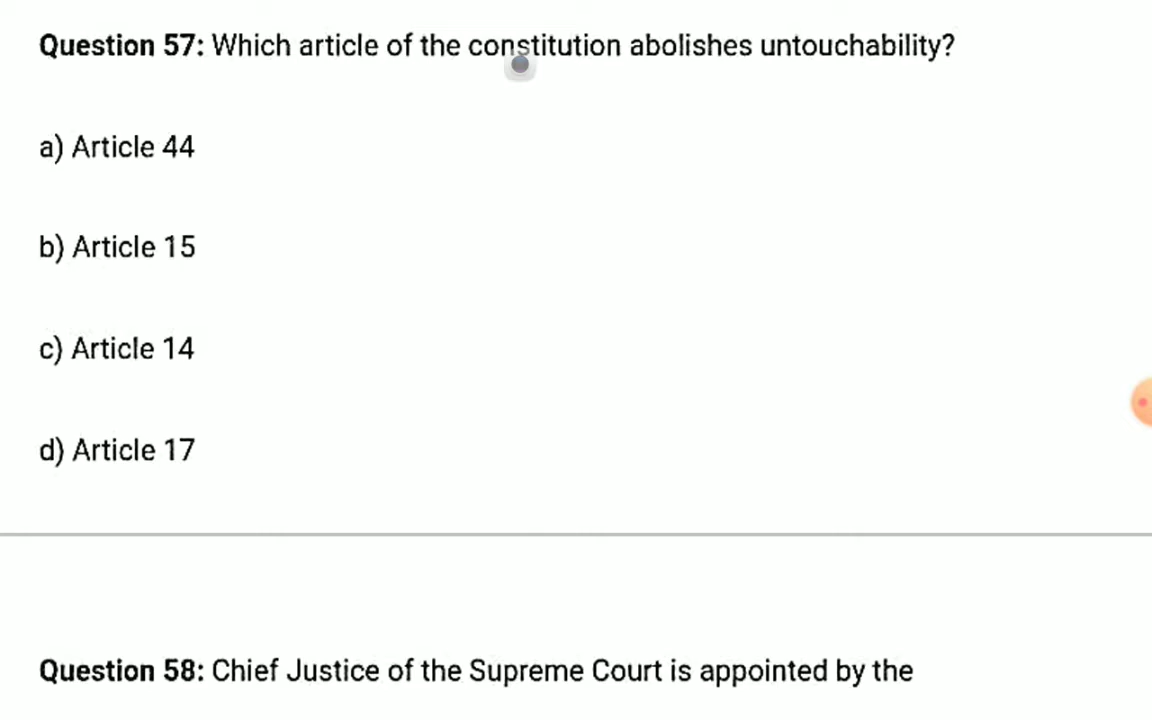 Question 57: Which article of the constitution abolishes untouchability?
a) Article 44
b) Article 15
c) Article 14
d) Article 17
Question 58: Chief Justice of the Supreme Court is appointed by the